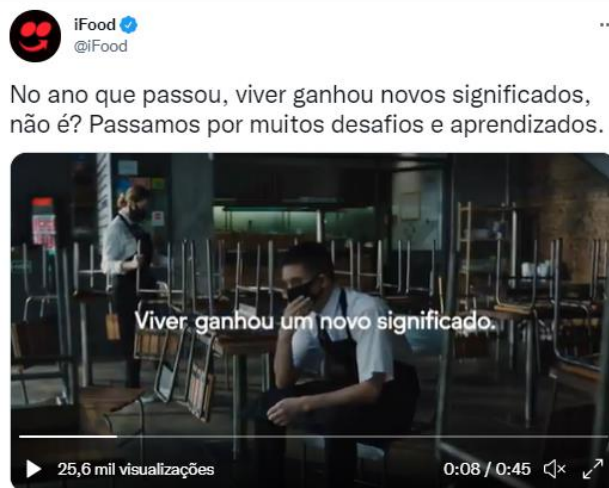 iFood
@iFood
No ano que passou, viver ganhou novos significados,
não é? Passamos por muitos desafios e aprendizados.
Viver ganhou um novo significado.
25,6 mil visualizações
0:08 / 0:45